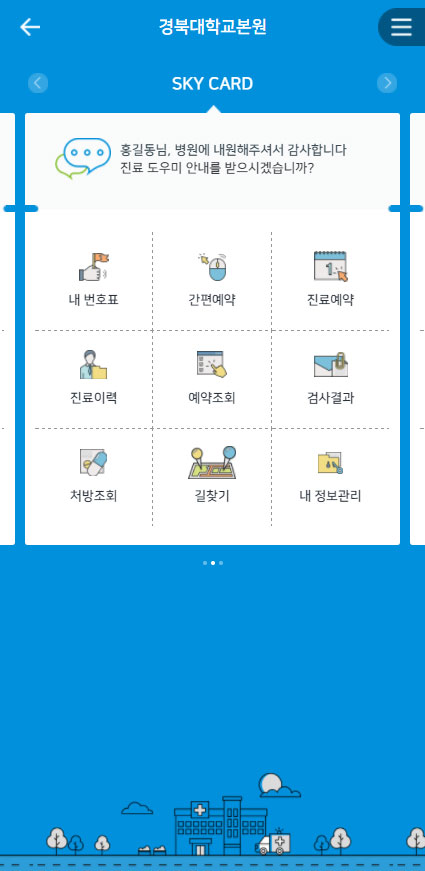 경북대학교본원
SKY CARD
홍길동님, 병원에 내원해주셔서 감사합니다
진료 도우미 안내를 받으시겠습니까?
내 번호표
간편예약
진료예약
진료이력
예약조회
검사결과
처방조회
길찾기
내 정보관리